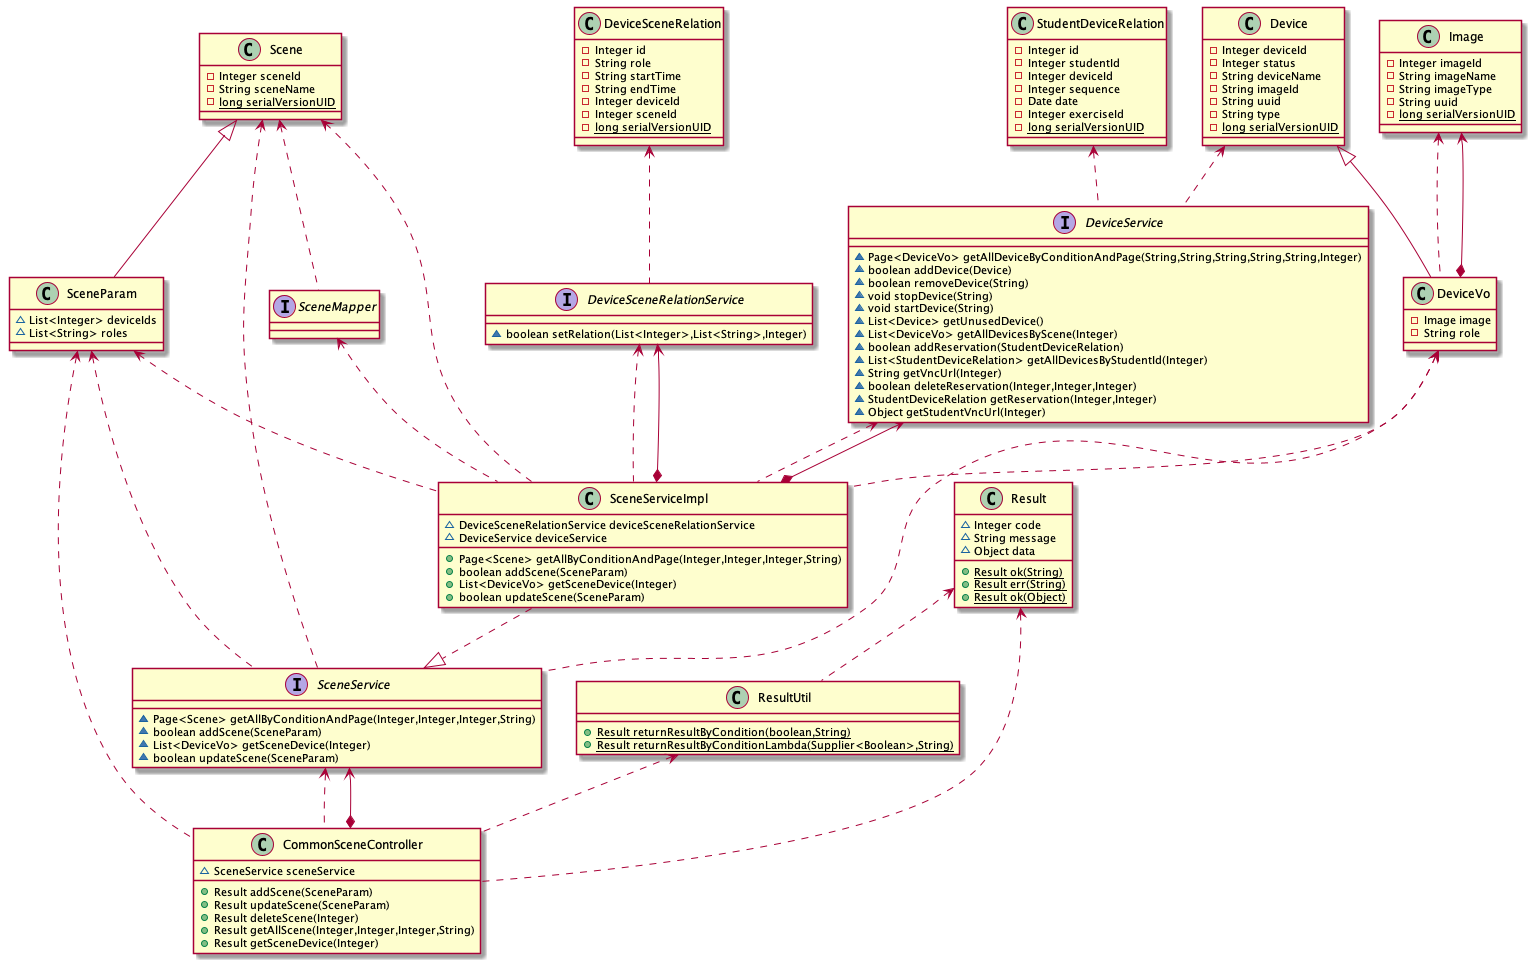 C Scene
Integer sceneId
String sceneName
long serialVersionUID
C DeviceSceneRelation
Integer id
String role
String startTime
String endTime
Integer deviceId
Integer sceneId
long serialVersionUID
C StudentDeviceRelation
Integer id
Integer studentId
Integer deviceId
Integer sequence
Date date
Integer exerciseId
long serialVersionUID
C Device
Integer deviceId
Integer status
String deviceName
String imageId
String uuid
String type
long serialVersionUID
C Image
Integer imageId
String imageName
String imageType
String uuid
long serialVersionUID
C SceneParam
List<Integer> deviceIds
List<String> roles
I SceneMapper
I DeviceSceneRelationService
boolean setRelation(List<Integer>,List<String>,Integer)
I DeviceService
Page<DeviceVo> getAllDeviceByConditionAndPage(String,String,String,String,String,Integer)
boolean addDevice(Device)
boolean removeDevice(String)
void stopDevice(String)
void startDevice(String)
List<Device> getUnusedDevice()
List<DeviceVo> getAllDevicesByScene(Integer)
boolean addReservation(StudentDeviceRelation)
List<StudentDeviceRelation> getAllDevicesByStudentId(Integer)
String getVncUrl(Integer)
boolean deleteReservation(Integer,Integer,Integer)
StudentDeviceRelation getReservation(Integer,Integer)
Object getStudentVncUrl(Integer)
C DeviceVo
Image image
String role
C SceneServiceImpl
DeviceSceneRelationService deviceSceneRelationService
DeviceService deviceService
Page<Scene> getAllByConditionAndPage(Integer,Integer,Integer,String)
boolean addScene(SceneParam)
List<DeviceVo> getSceneDevice(Integer)
boolean updateScene(SceneParam)
C Result
Integer code
String message
Object data
Result ok(String)
Result err(String)
Result ok(Object)
I SceneService
Page<Scene> getAllByConditionAndPage(Integer,Integer,Integer,String)
boolean addScene(SceneParam)
List<DeviceVo> getSceneDevice(Integer)
boolean updateScene(SceneParam)
C ResultUtil
Result returnResultByCondition(boolean,String)
Result returnResultByConditionLambda(Supplier<Boolean>,String)
C CommonSceneController
SceneService sceneService
Result addScene(SceneParam)
Result updateScene(SceneParam)
Result deleteScene(Integer)
Result getAllScene(Integer,Integer,Integer,String)
Result getSceneDevice(Integer)